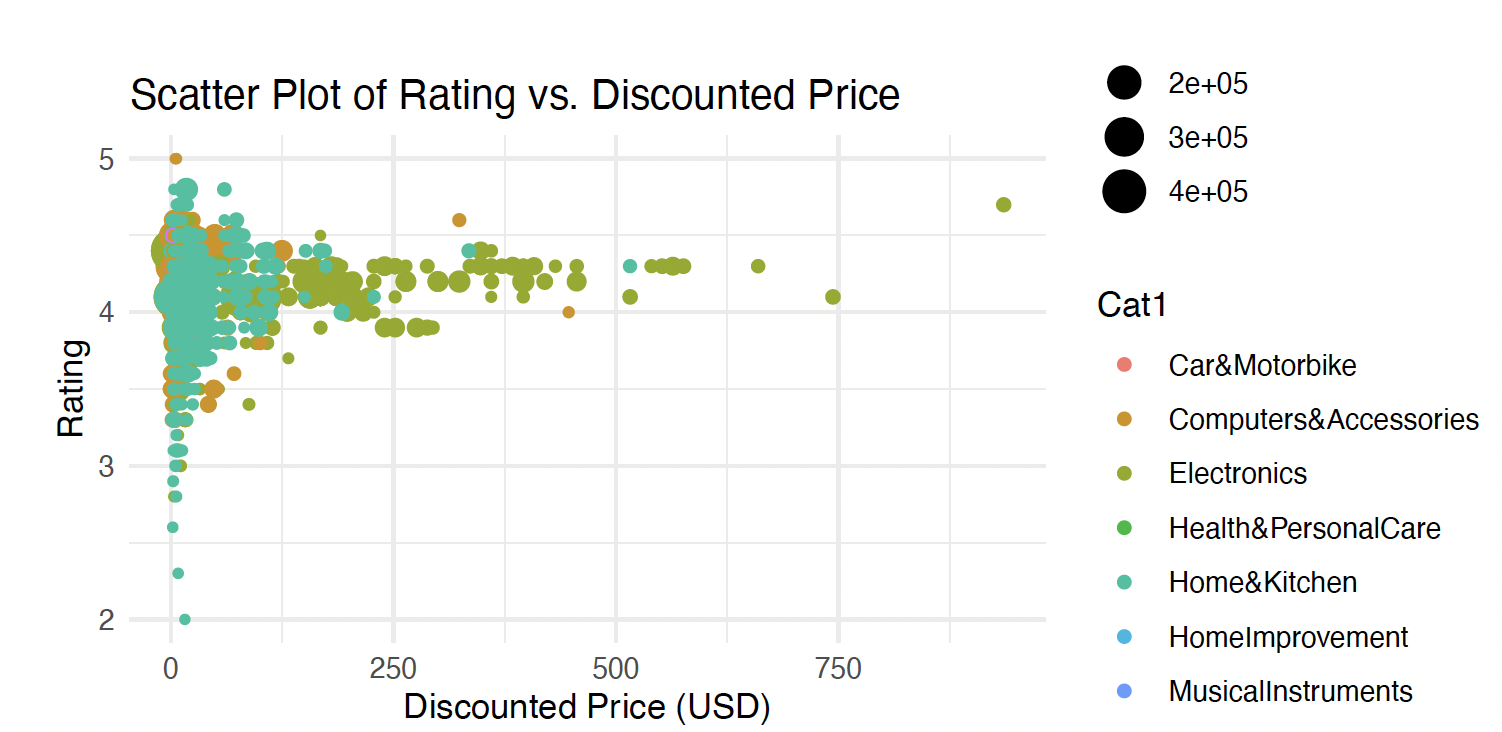 Scatter Plot of Rating vs. Discounted Price
5
4
3
2
Rating
0 250 500 750
Discounted Price (USD)
2e+05
3e+05
4e+05
Cat1
Car&Motorbike
Computers&Accessories
Electronics
Health&PersonalCare
Home&Kitchen
HomeImprovement
MusicalInstruments